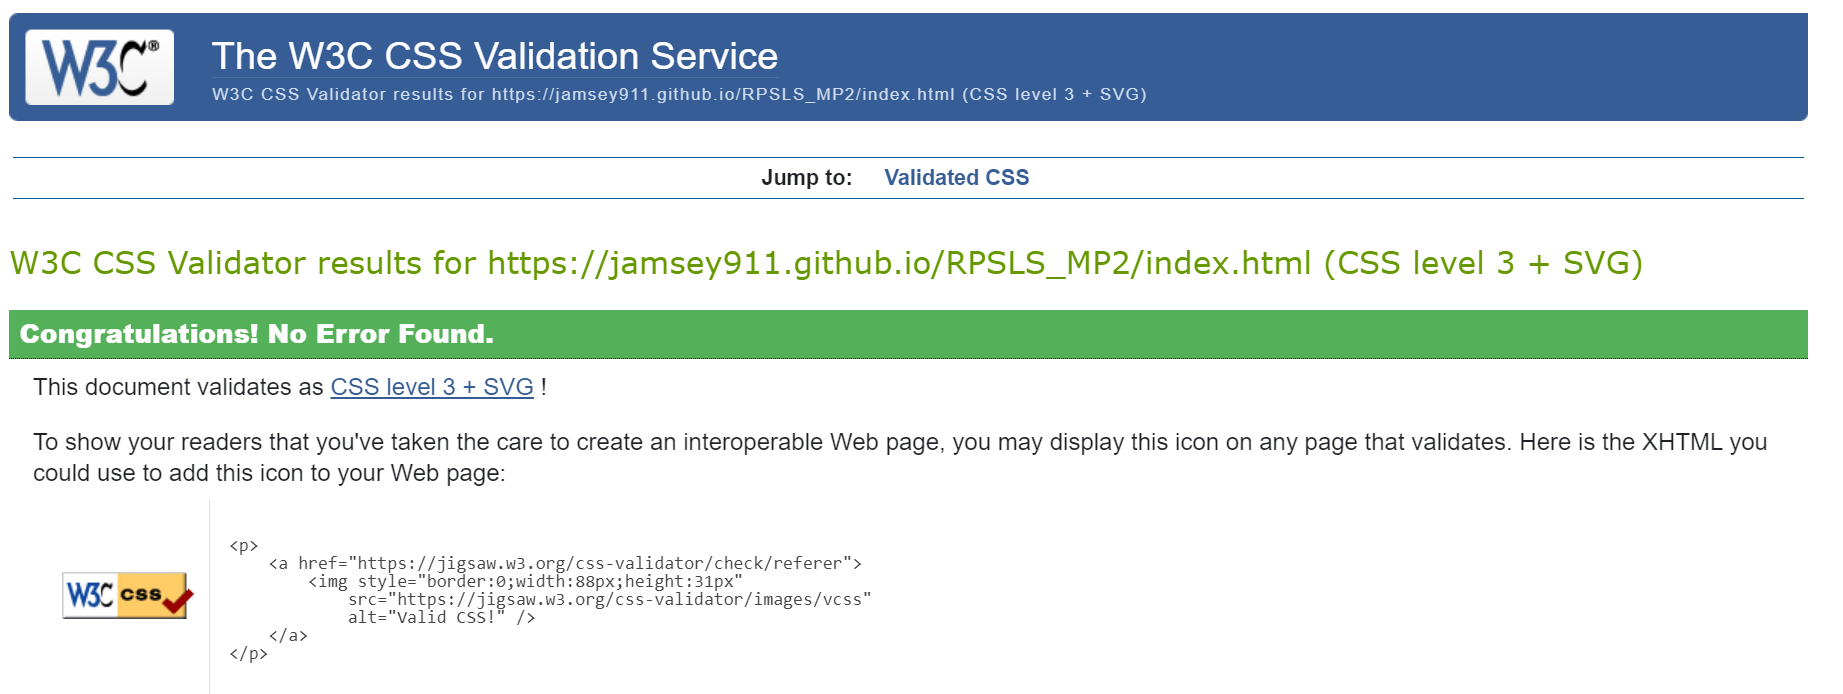 W3C®
The W3C CSS Validation Service
W3C CSS Validator results for https://jamsey911.github.io/RPSLS_MP2/index.html (CSS level 3 + SVG)
Jump to: Validated CSS
W3C CSS Validator results for https://jamsey911.github.io/RPSLS_MP2/index.html (CSS level 3 + SVG)
Congratulations! No Error Found.
This document validates as CSS level 3 + SVG !
To show your readers that you've taken the care to create an interoperable Web page, you may display this icon on any page that validates. Here is the XHTML you
could use to add this icon to your Web page:
W3C css
<p>
    <a href="https://jigsaw.w3.org/css-validator/check/referer">
        <img style="border:0;width:88px;height:31px"
            src="https://jigsaw.w3.org/css-validator/images/vcss"
            alt="Valid CSS!" />
    </a>
</p>